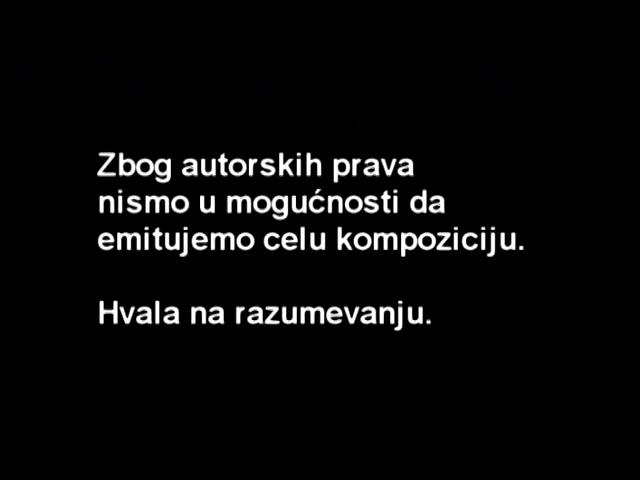 Zbog autorskih prava
nismo u mogućnosti da
emitujemo celu kompoziciju.
Hvala na razumevanju.